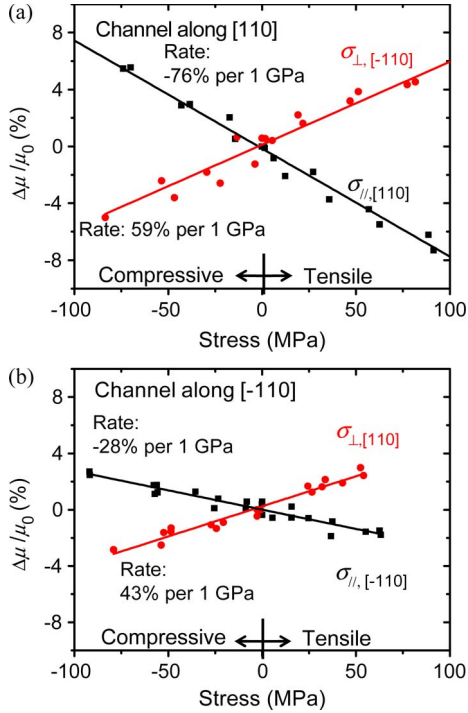 (a)
8
Channel along [110]
Rate:
-76% per 1 GPa
σ⊥,[-110]
4
0
Δμ/μ0 (%)
σ//,[110]
-4
Rate: 59% per 1 GPa
-8
Compressive
Tensile
-100 -50 0 50 100
Stress (MPa)
(b)
8
Channel along [-110]
Rate:
-28% per 1 GPa
σ⊥,[110]
4
0
Δμ/μ0 (%)
-4
Rate:
43% per 1 GPa
σ//, [-110]
-8
Compressive
Tensile
-100 -50 0 50 100
Stress (MPa)